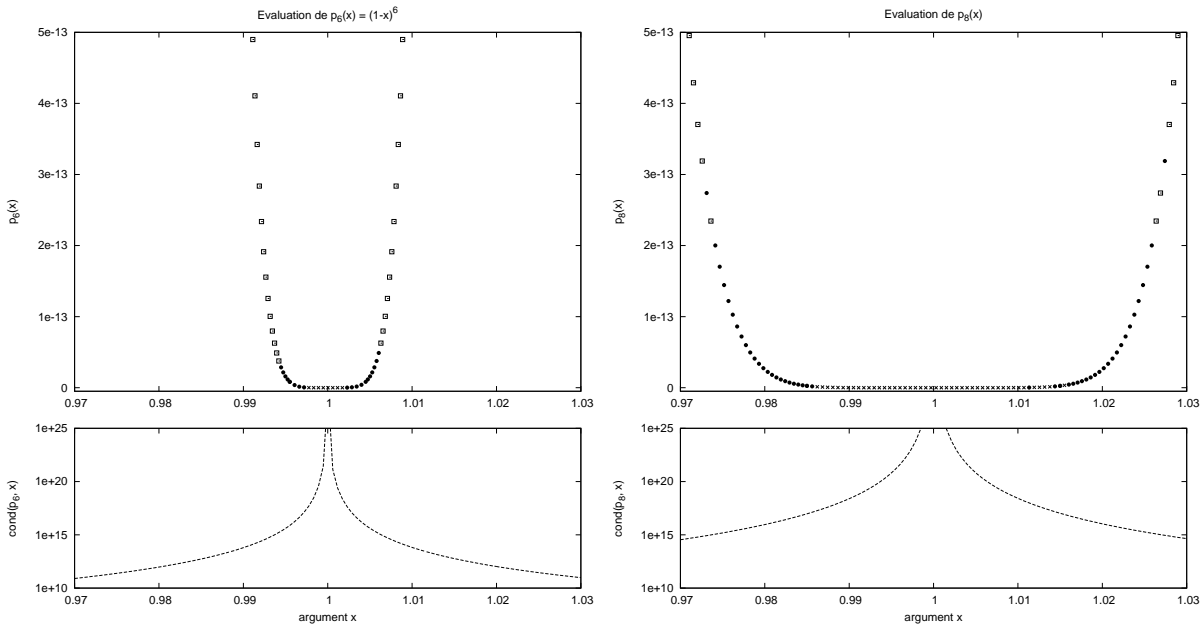 Evaluation de p6(x) = (1-x)^6
5e-13
4e-13
3e-13
2e-13
1e-13
0
p6(x)
0.97 0.98 0.99 1 1.01 1.02 1.03
1e+25
1e+20
1e+15
1e+10
cond(p6, x)
0.97 0.98 0.99 1 1.01 1.02 1.03
argument x
Evaluation de p8(x)
5e-13
4e-13
3e-13
2e-13
1e-13
0
p8(x)
0.97 0.98 0.99 1 1.01 1.02 1.03
1e+25
1e+20
1e+15
1e+10
cond(p8, x)
0.97 0.98 0.99 1 1.01 1.02 1.03
argument x